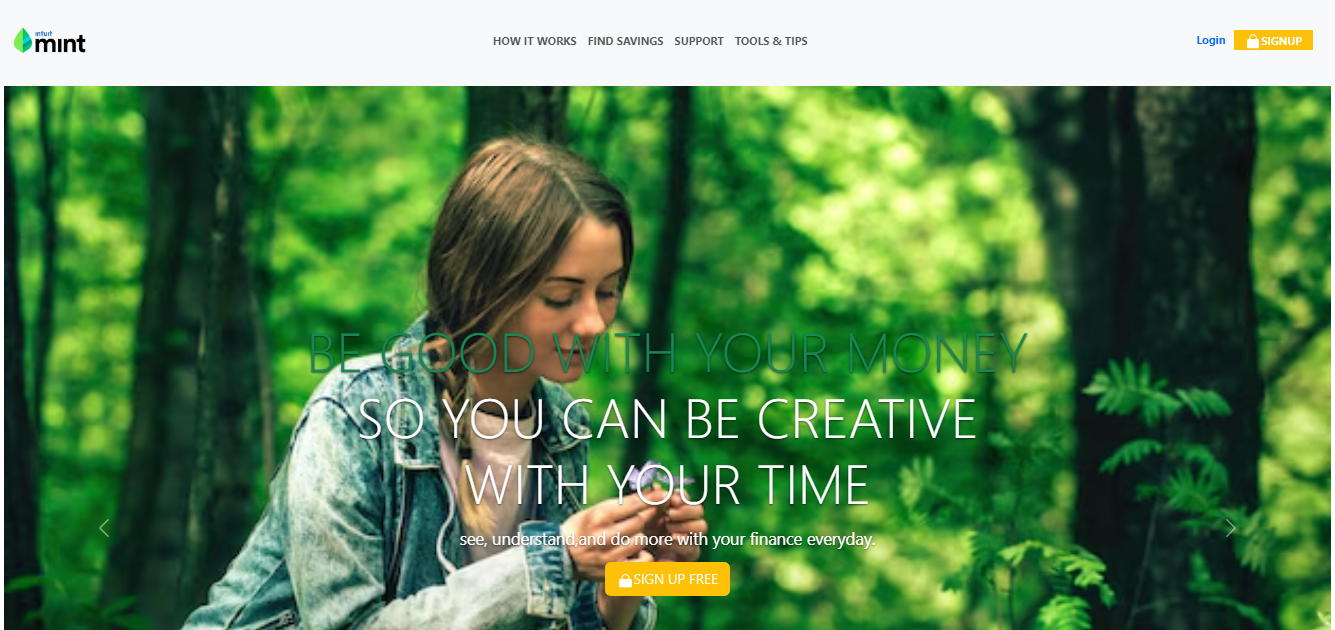 intuit
mint
HOW IT WORKS FIND SAVINGS SUPPORT TOOLS & TIPS
Login SIGNUP
BE GOOD WITH YOUR MONEY
SO YOU CAN BE CREATIVE
WITH YOUR TIME
see, understand,and do more with your finance everyday.
SIGN UP FREE